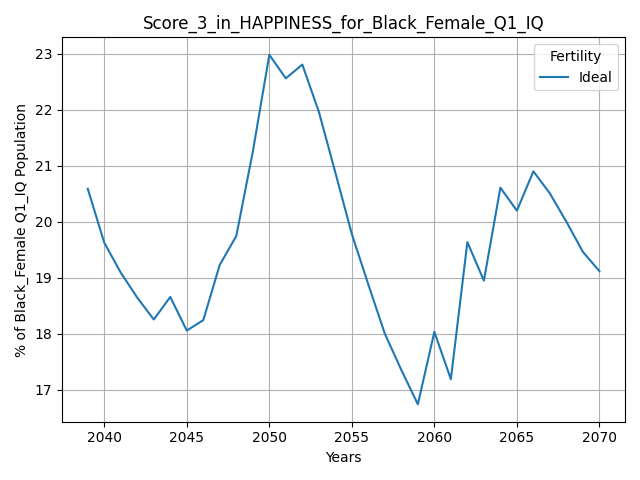 Score_3_in_HAPPINESS_for_Black_Female_Q1_IQ
Fertility
Ideal
% of Black_Female Q1_IQ Population
23
22
21
20
19
18
17
2040 2045 2050 2055 2060 2065 2070
Years